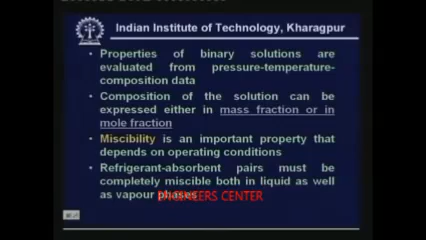 Indian Institute of Technology, Kharagpur
• Properties of binary solutions are
evaluated from pressure-temperature-
composition data
• Composition of the solution can be
expressed either in mass fraction or in
mole fraction
• Miscibility is an important property that
depends on operating conditions
• Refrigerant-absorbent pairs must be
completely miscible both in liquid as well
as vapour phases
ENGINEERS CENTER